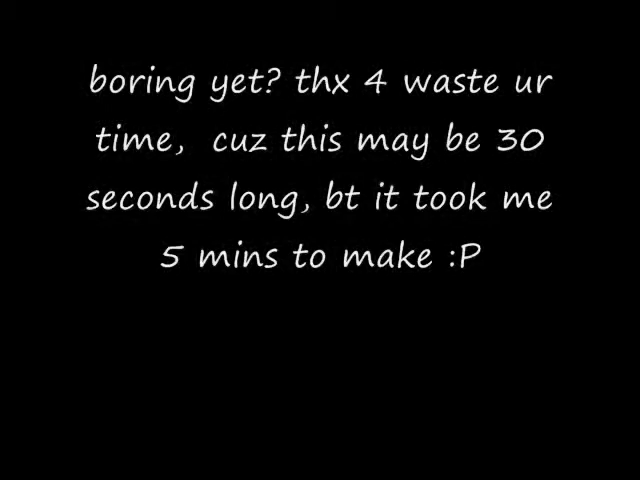 boring yet? thx 4 waste ur
time,  cuz this may be 30
seconds long, bt it took me
5 mins to make :P